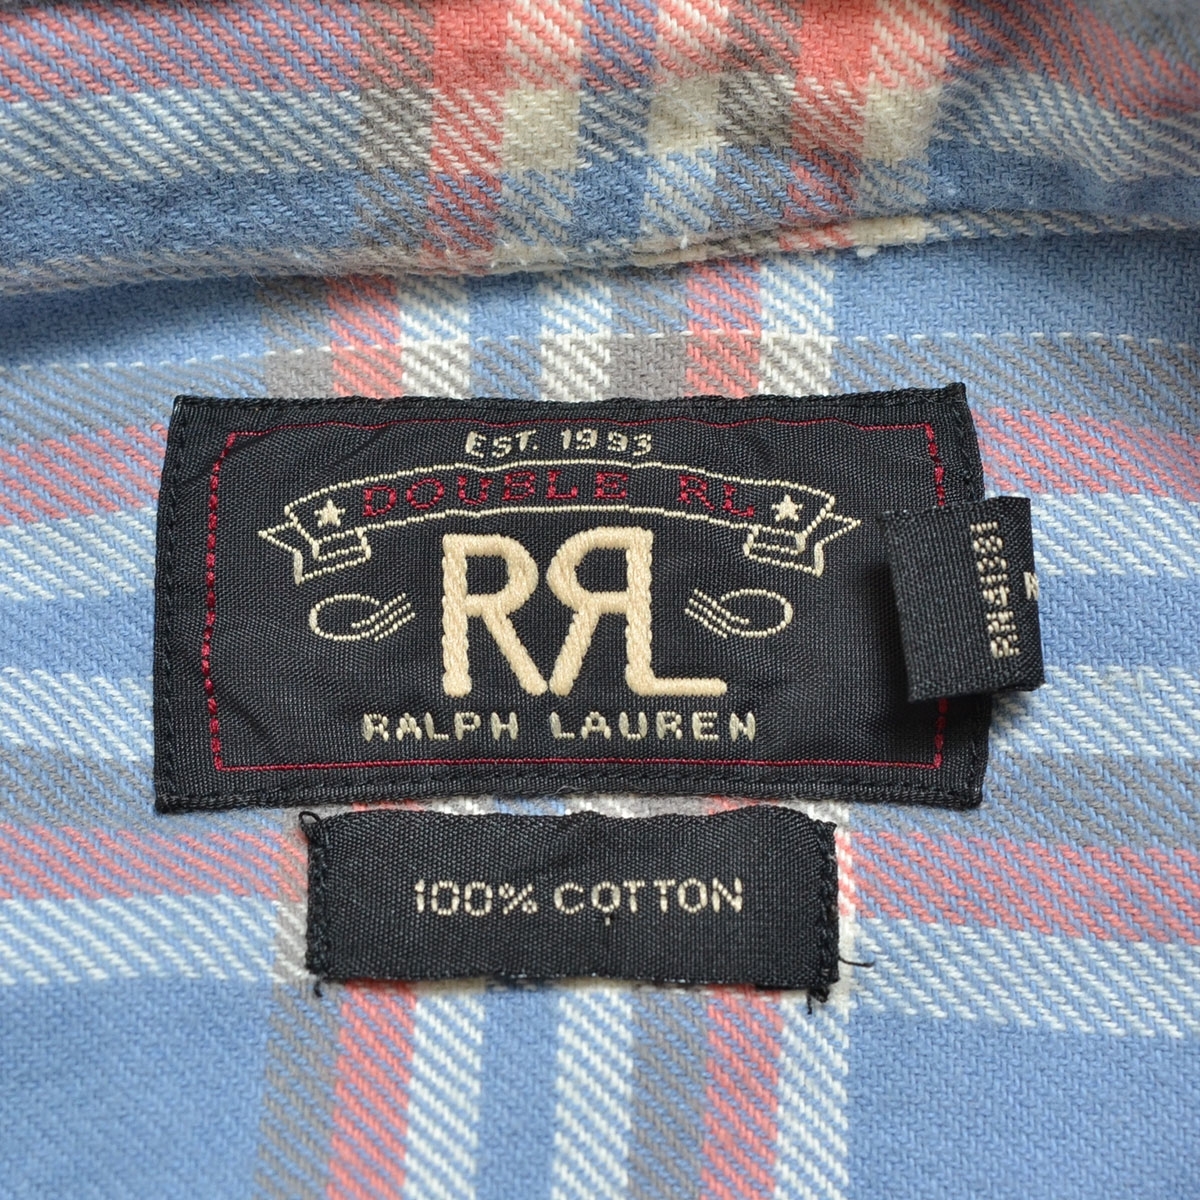 EST. 1993
DOUBLE RL
RRL
RALPH LAUREN
100% COTTON